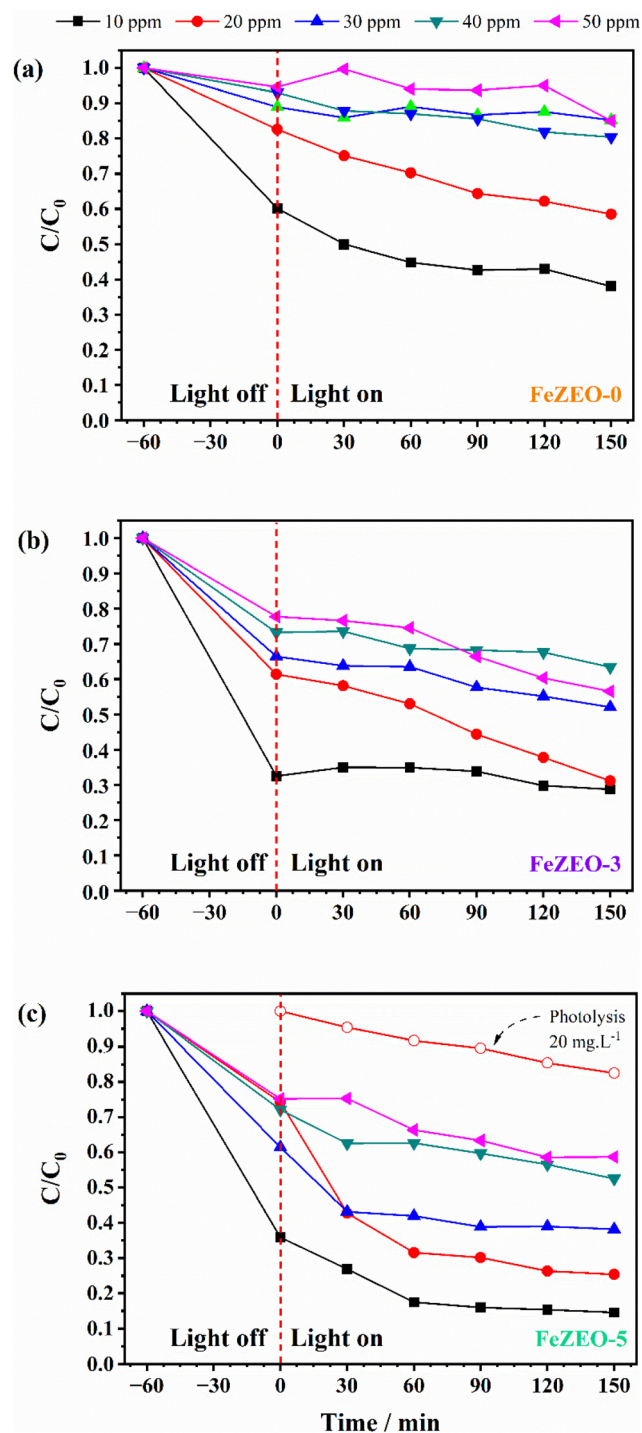 10 ppm 20 ppm 30 ppm 40 ppm 50 ppm
(a)
1.0
0.9
0.8
0.7
0.6
0.5
0.4
0.3
0.2
0.1
0.0
C/C₀
Light off Light on
FeZEO-0
−60 −30 0 30 60 90 120 150
(b)
1.0
0.9
0.8
0.7
0.6
0.5
0.4
0.3
0.2
0.1
0.0
C/C₀
Light off Light on
FeZEO-3
−60 −30 0 30 60 90 120 150
(c)
1.0
0.9
0.8
0.7
0.6
0.5
0.4
0.3
0.2
0.1
0.0
C/C₀
Photolysis
20 mg.L⁻¹
Light off Light on
FeZEO-5
−60 −30 0 30 60 90 120 150
Time / min